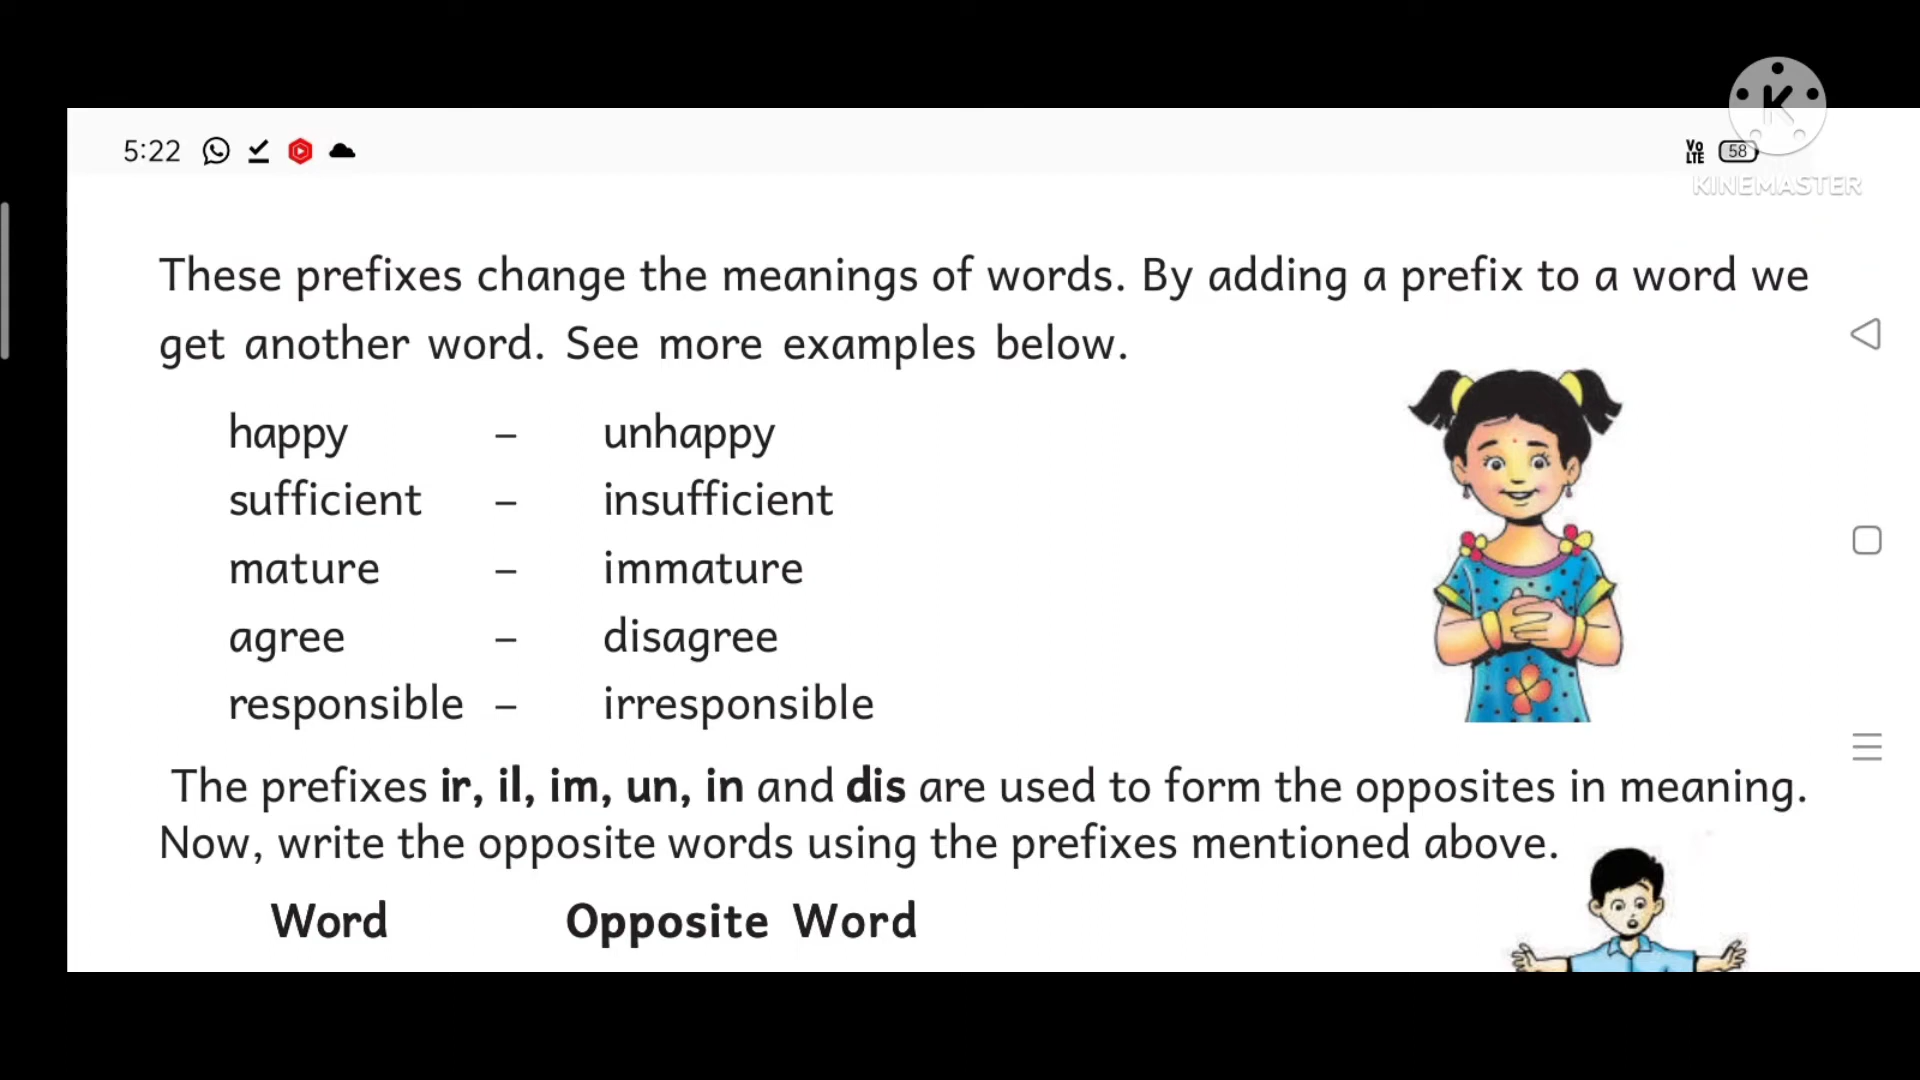 5:22
Vo LTE 58
KINEMASTER
These prefixes change the meanings of words. By adding a prefix to a word we
get another word. See more examples below.
happy – unhappy
sufficient – insufficient
mature – immature
agree – disagree
responsible – irresponsible
The prefixes ir, il, im, un, in and dis are used to form the opposites in meaning.
Now, write the opposite words using the prefixes mentioned above.
Word Opposite Word